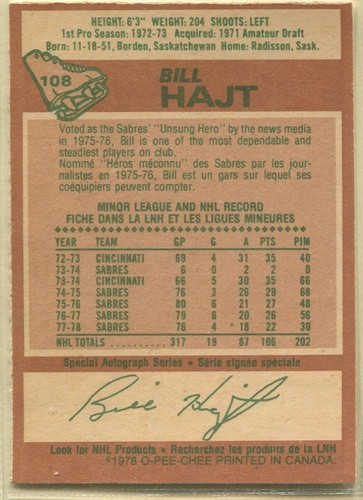 HEIGHT: 6'3" WEIGHT: 204 SHOOTS: LEFT
1st Pro Season: 1972-73 Acquired: 1971 Amateur Draft
Born: 11-18-51, Borden, Saskatchewan Home: Radisson, Sask.
108
BILL
HAJT
Voted as the Sabres' "Unsung Hero" by the news media
in 1975-76, Bill is one of the most dependable and
steadiest players on club.
Nommé "Héros méconnu" des Sabres par les jour-
nalistes en 1975-76, Bill est un gars sur lequel ses
coéquipiers peuvent compter.
MINOR LEAGUE AND NHL RECORD
FICHE DANS LA LNH ET LES LIGUES MINEURES
YEAR TEAM GP G A PTS PIM
72-73 CINCINNATI 69 4 31 35 40
73-74 SABRES 6 0 2 2 0
73-74 CINCINNATI 66 5 30 35 66
74-75 SABRES 76 3 26 29 68
75-76 SABRES 80 6 21 27 48
76-77 SABRES 79 6 20 26 56
77-78 SABRES 76 4 18 22 30
NHL TOTALS 317 19 87 106 202
Special Autograph Series • Série signée spéciale
Bill Hajt
Look for NHL Products • Recherchez les produits de la LNH
©1978 O-PEE-CHEE PRINTED IN CANADA.